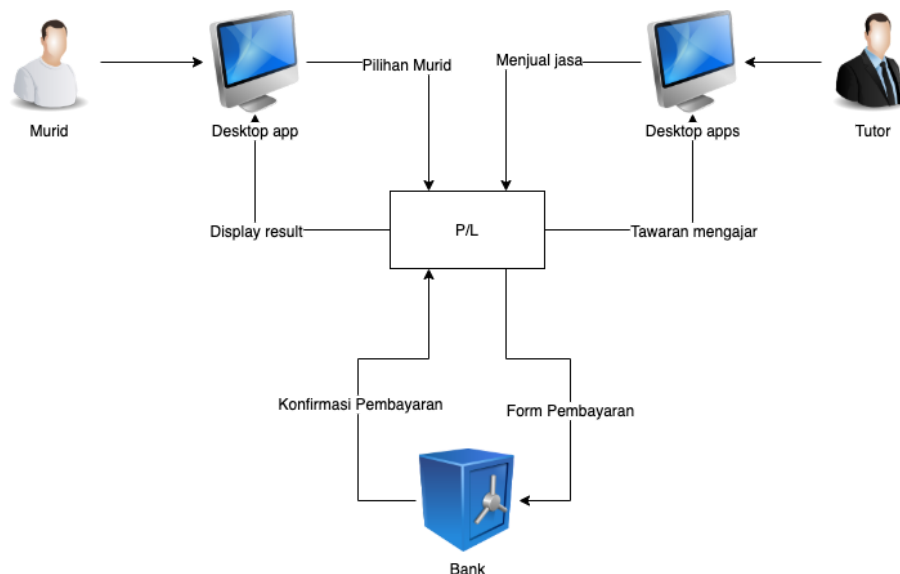 Pilihan Murid
Menjual jasa
Murid
Desktop app
Desktop apps
Tutor
Display result
P/L
Tawaran mengajar
Konfirmasi Pembayaran
Form Pembayaran
Bank